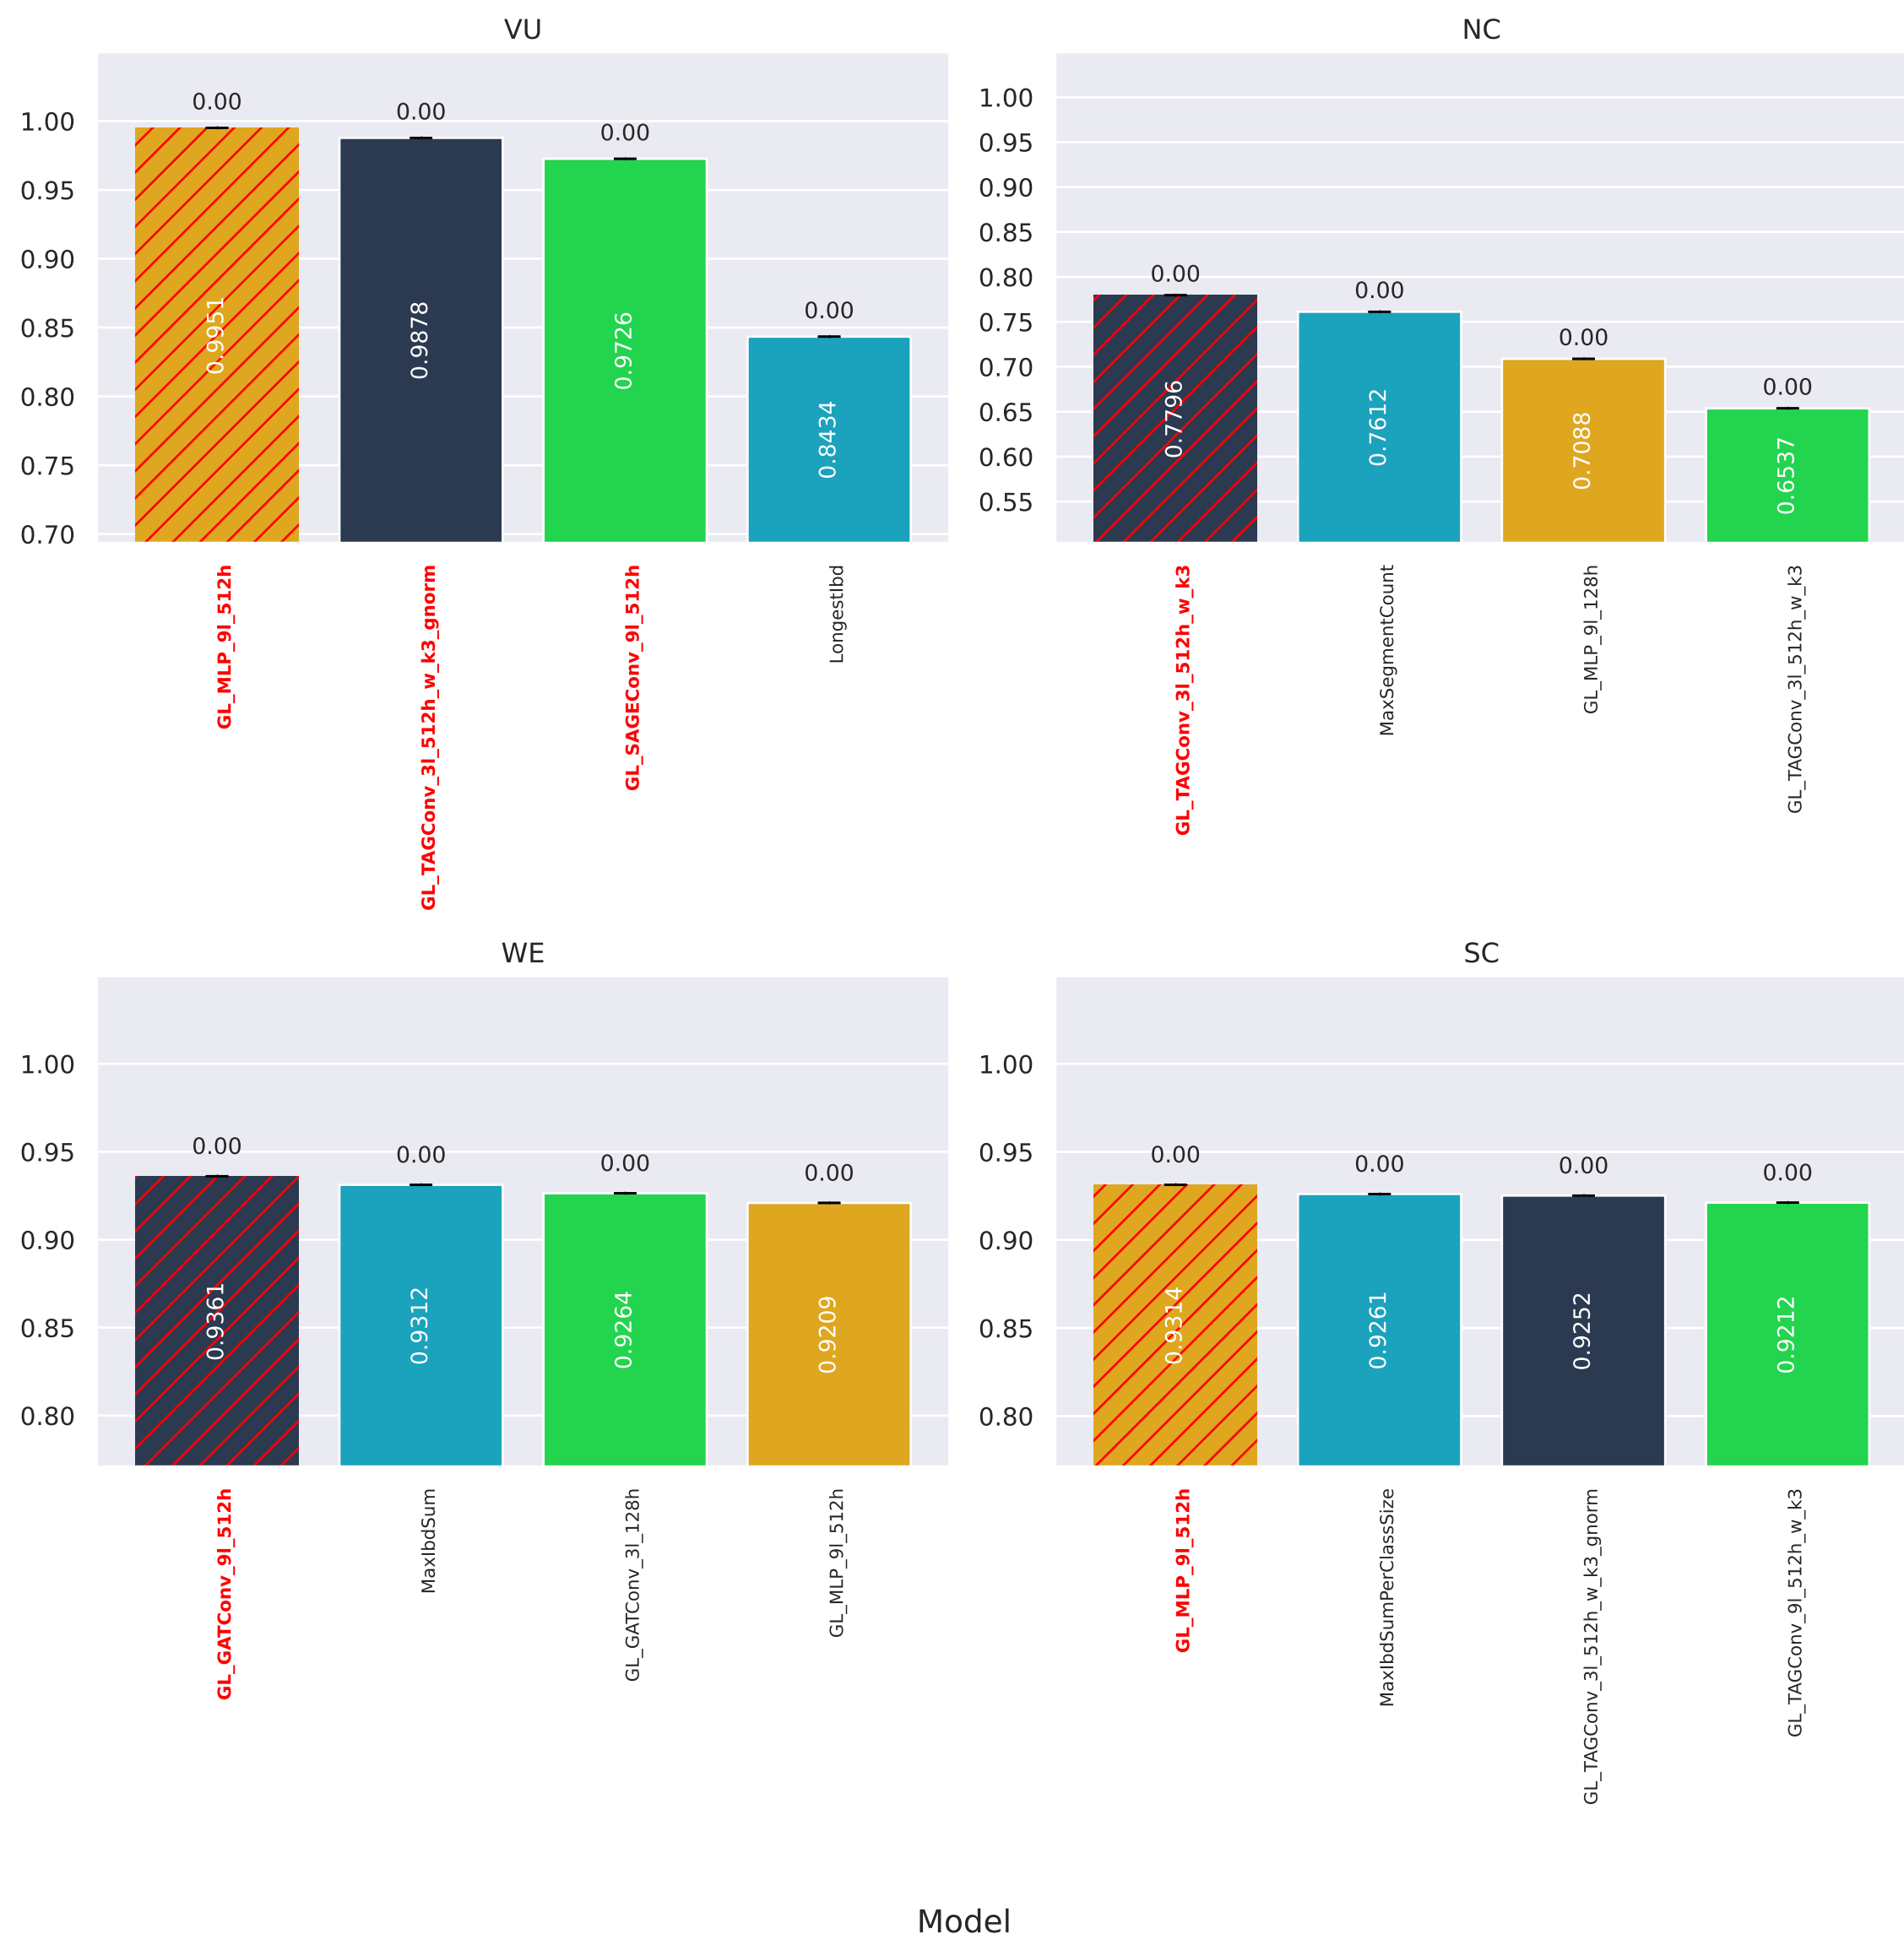 VU
0.00
0.00
0.00
0.00
1.00
0.95
0.90
0.85
0.80
0.75
0.70
0.9951
0.9878
0.9726
0.8434
GL_MLP_9l_512h
GL_TAGConv_3l_512h_w_k3_gnorm
GL_SAGEConv_9l_512h
LongestIbd
NC
0.00
0.00
0.00
0.00
1.00
0.95
0.90
0.85
0.80
0.75
0.70
0.65
0.60
0.55
0.7796
0.7612
0.7088
0.6537
GL_TAGConv_3l_512h_w_k3
MaxSegmentCount
GL_MLP_9l_128h
GL_TAGConv_3l_512h_w_k3
WE
0.00
0.00
0.00
0.00
1.00
0.95
0.90
0.85
0.80
0.9361
0.9312
0.9264
0.9209
GL_GATConv_9l_512h
MaxIbdSum
GL_GATConv_3l_128h
GL_MLP_9l_512h
SC
0.00
0.00
0.00
0.00
1.00
0.95
0.90
0.85
0.80
0.9314
0.9261
0.9252
0.9212
GL_MLP_9l_512h
MaxIbdSumPerClassSize
GL_TAGConv_3l_512h_w_k3_gnorm
GL_TAGConv_9l_512h_w_k3
Model